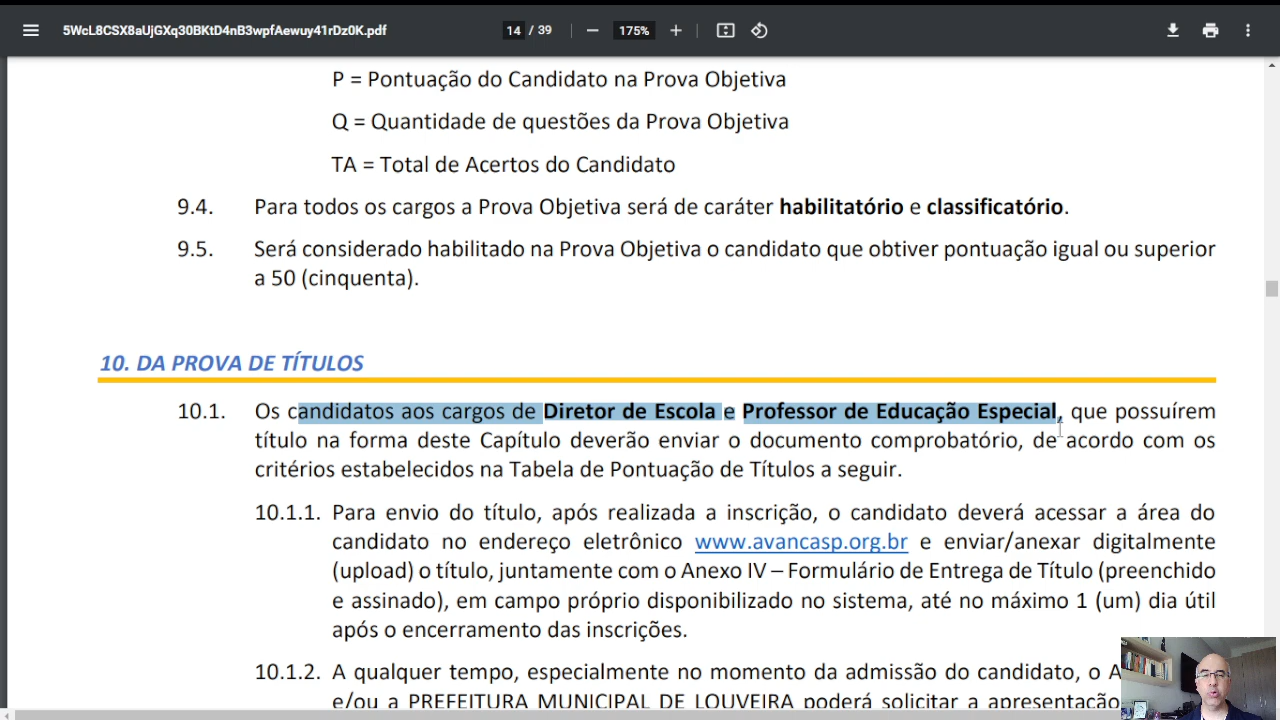 5WcL8CSX8aUjGXq30BKtD4nB3wpfAewuy41rDz0K.pdf
14 / 39
175%
P = Pontuação do Candidato na Prova Objetiva
Q = Quantidade de questões da Prova Objetiva
TA = Total de Acertos do Candidato
9.4. Para todos os cargos a Prova Objetiva será de caráter habilitatório e classificatório.
9.5. Será considerado habilitado na Prova Objetiva o candidato que obtiver pontuação igual ou superior
a 50 (cinquenta).
10. DA PROVA DE TÍTULOS
10.1. Os candidatos aos cargos de Diretor de Escola e Professor de Educação Especial, que possuírem
título na forma deste Capítulo deverão enviar o documento comprobatório, de acordo com os
critérios estabelecidos na Tabela de Pontuação de Títulos a seguir.
10.1.1. Para envio do título, após realizada a inscrição, o candidato deverá acessar a área do
candidato no endereço eletrônico www.avancasp.org.br e enviar/anexar digitalmente
(upload) o título, juntamente com o Anexo IV – Formulário de Entrega de Título (preenchido
e assinado), em campo próprio disponibilizado no sistema, até no máximo 1 (um) dia útil
após o encerramento das inscrições.
10.1.2. A qualquer tempo, especialmente no momento da admissão do candidato, o
e/ou a PREFEITURA MUNICIPAL DE LOUVEIRA poderá solicitar a apresentação